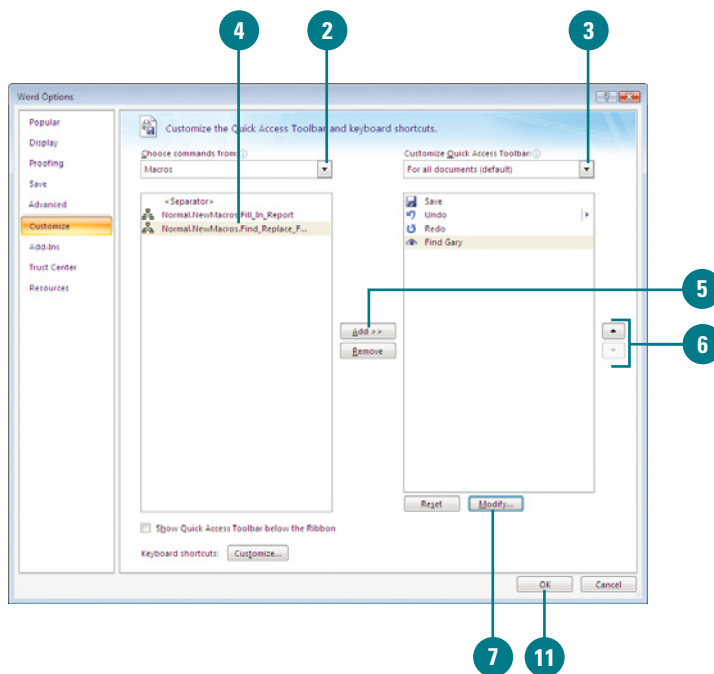 4 2 3
Word Options
Popular
Display
Proofing
Save
Advanced
Customize
Add-Ins
Trust Center
Resources
Customize the Quick Access Toolbar and keyboard shortcuts.
Choose commands from:
Macros
Customize Quick Access Toolbar:
For all documents (default)
<Separator>
Normal.NewMacros.Fill_In_Report
Normal.NewMacros.Find_Replace_F...
Save
Undo
Redo
Find Gary
5
Add >>
Remove
6
Reset Modify...
Show Quick Access Toolbar below the Ribbon
Keyboard shortcuts: Customize...
OK Cancel
7 11